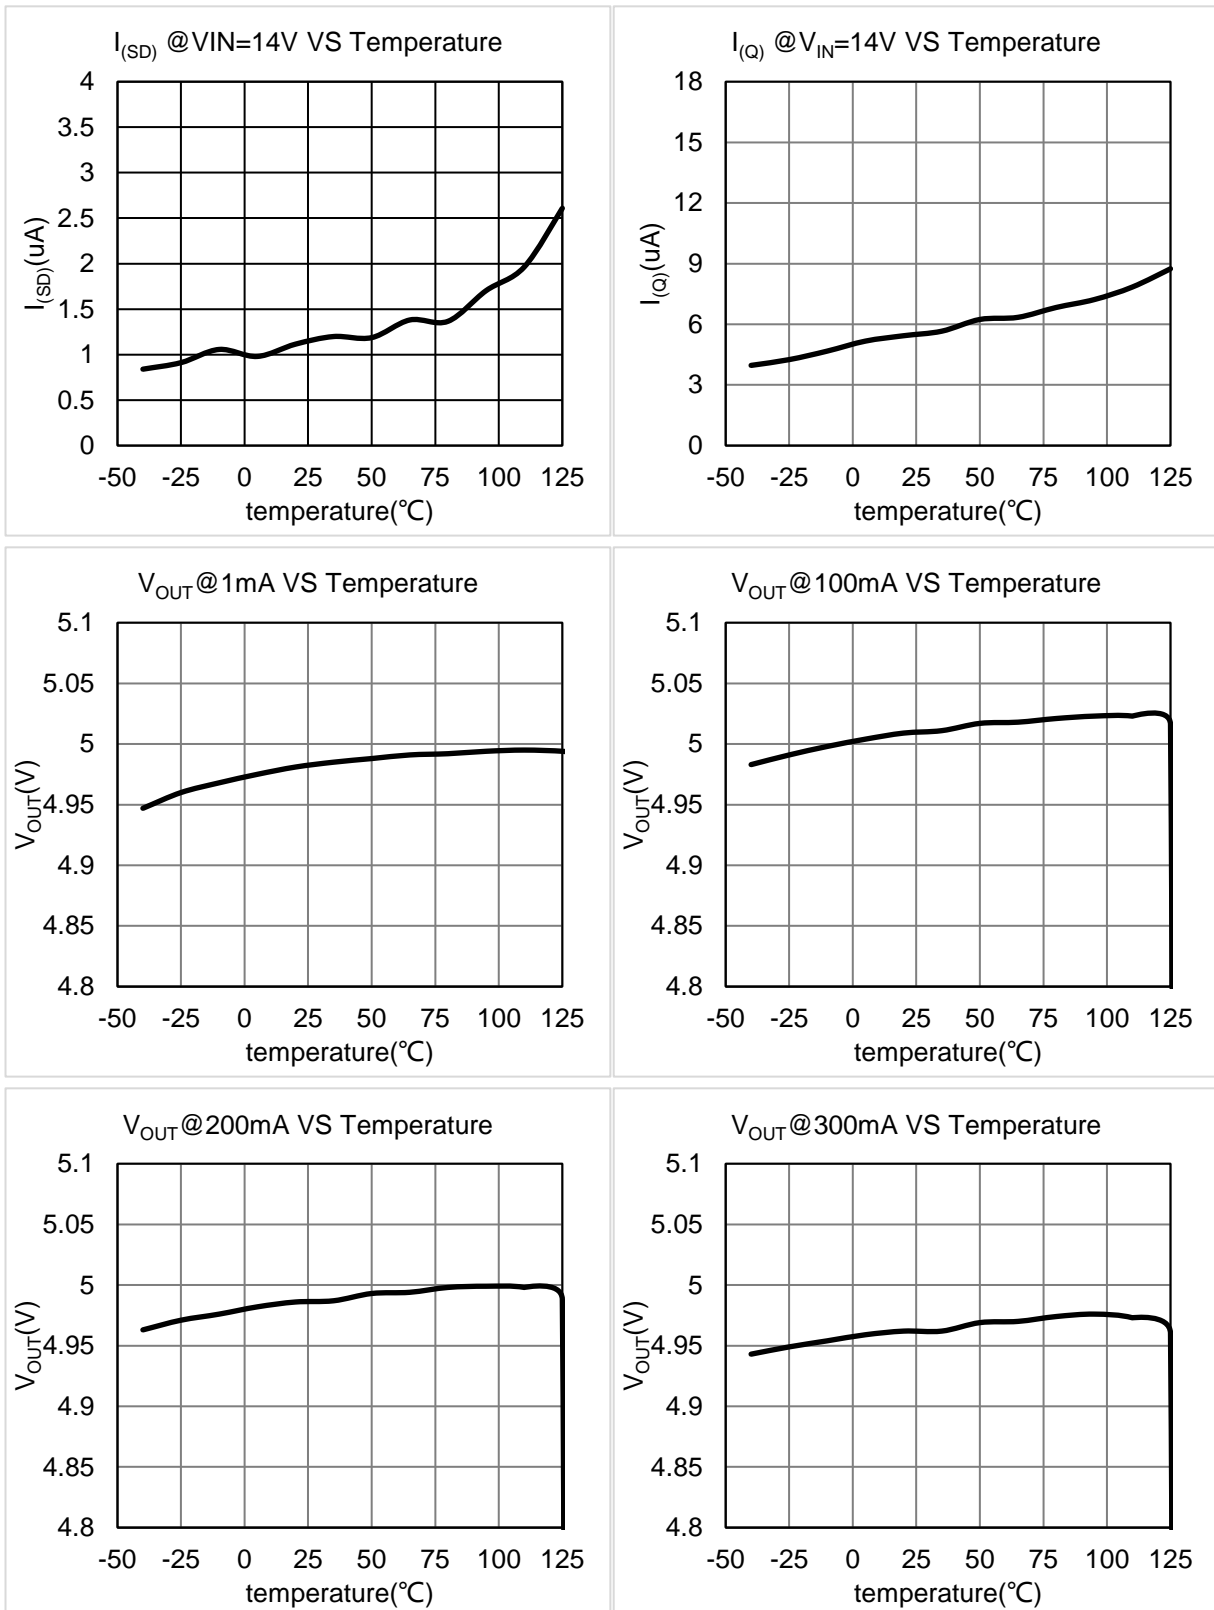 I(SD) @VIN=14V VS Temperature
4
3.5
3
2.5
2
1.5
1
0.5
0
I(SD)(uA)
-50 -25 0 25 50 75 100 125
temperature(℃)
I(Q) @VIN=14V VS Temperature
18
15
12
9
6
3
0
I(Q)(uA)
-50 -25 0 25 50 75 100 125
temperature(℃)
VOUT@1mA VS Temperature
5.1
5.05
5
4.95
4.9
4.85
4.8
VOUT(V)
-50 -25 0 25 50 75 100 125
temperature(℃)
VOUT@100mA VS Temperature
5.1
5.05
5
4.95
4.9
4.85
4.8
VOUT(V)
-50 -25 0 25 50 75 100 125
temperature(℃)
VOUT@200mA VS Temperature
5.1
5.05
5
4.95
4.9
4.85
4.8
VOUT(V)
-50 -25 0 25 50 75 100 125
temperature(℃)
VOUT@300mA VS Temperature
5.1
5.05
5
4.95
4.9
4.85
4.8
VOUT(V)
-50 -25 0 25 50 75 100 125
temperature(℃)